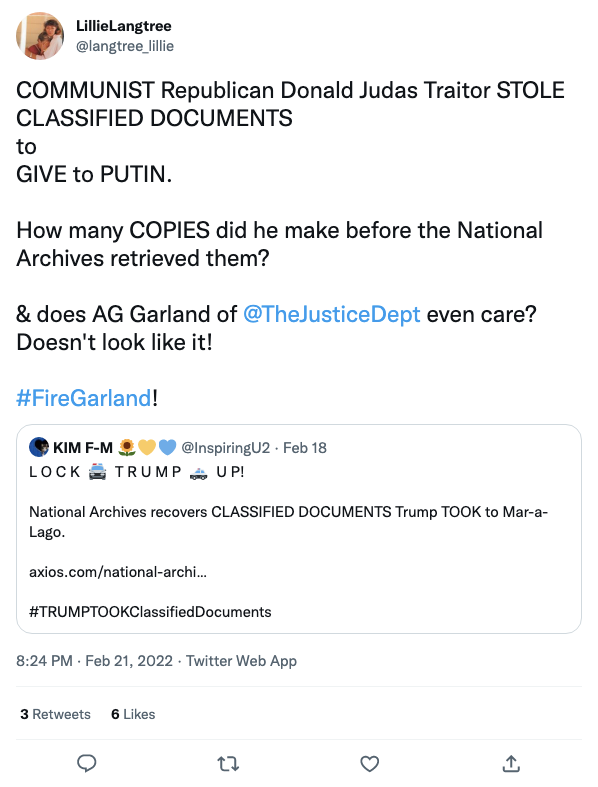 LillieLangtree
@langtree_lillie
COMMUNIST Republican Donald Judas Traitor STOLE
CLASSIFIED DOCUMENTS
to
GIVE to PUTIN.
How many COPIES did he make before the National
Archives retrieved them?
& does AG Garland of @TheJusticeDept even care?
Doesn't look like it!
#FireGarland!
KIM F-M 🌻💛💙 @InspiringU2 · Feb 18
L O C K 🚔 T R U M P 🚓 U P!
National Archives recovers CLASSIFIED DOCUMENTS Trump TOOK to Mar-a-
Lago.
axios.com/national-archi…
#TRUMPTOOKClassifiedDocuments
8:24 PM · Feb 21, 2022 · Twitter Web App
3 Retweets 6 Likes